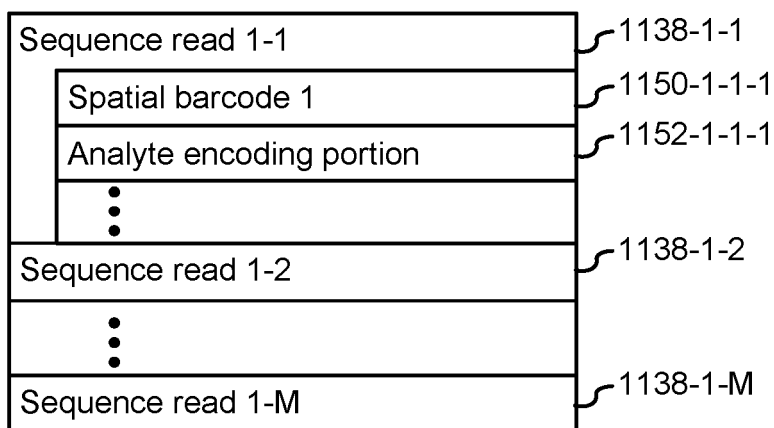 Sequence read 1-1 1138-1-1
Spatial barcode 1 1150-1-1-1
Analyte encoding portion 1152-1-1-1
Sequence read 1-2 1138-1-2
Sequence read 1-M 1138-1-M